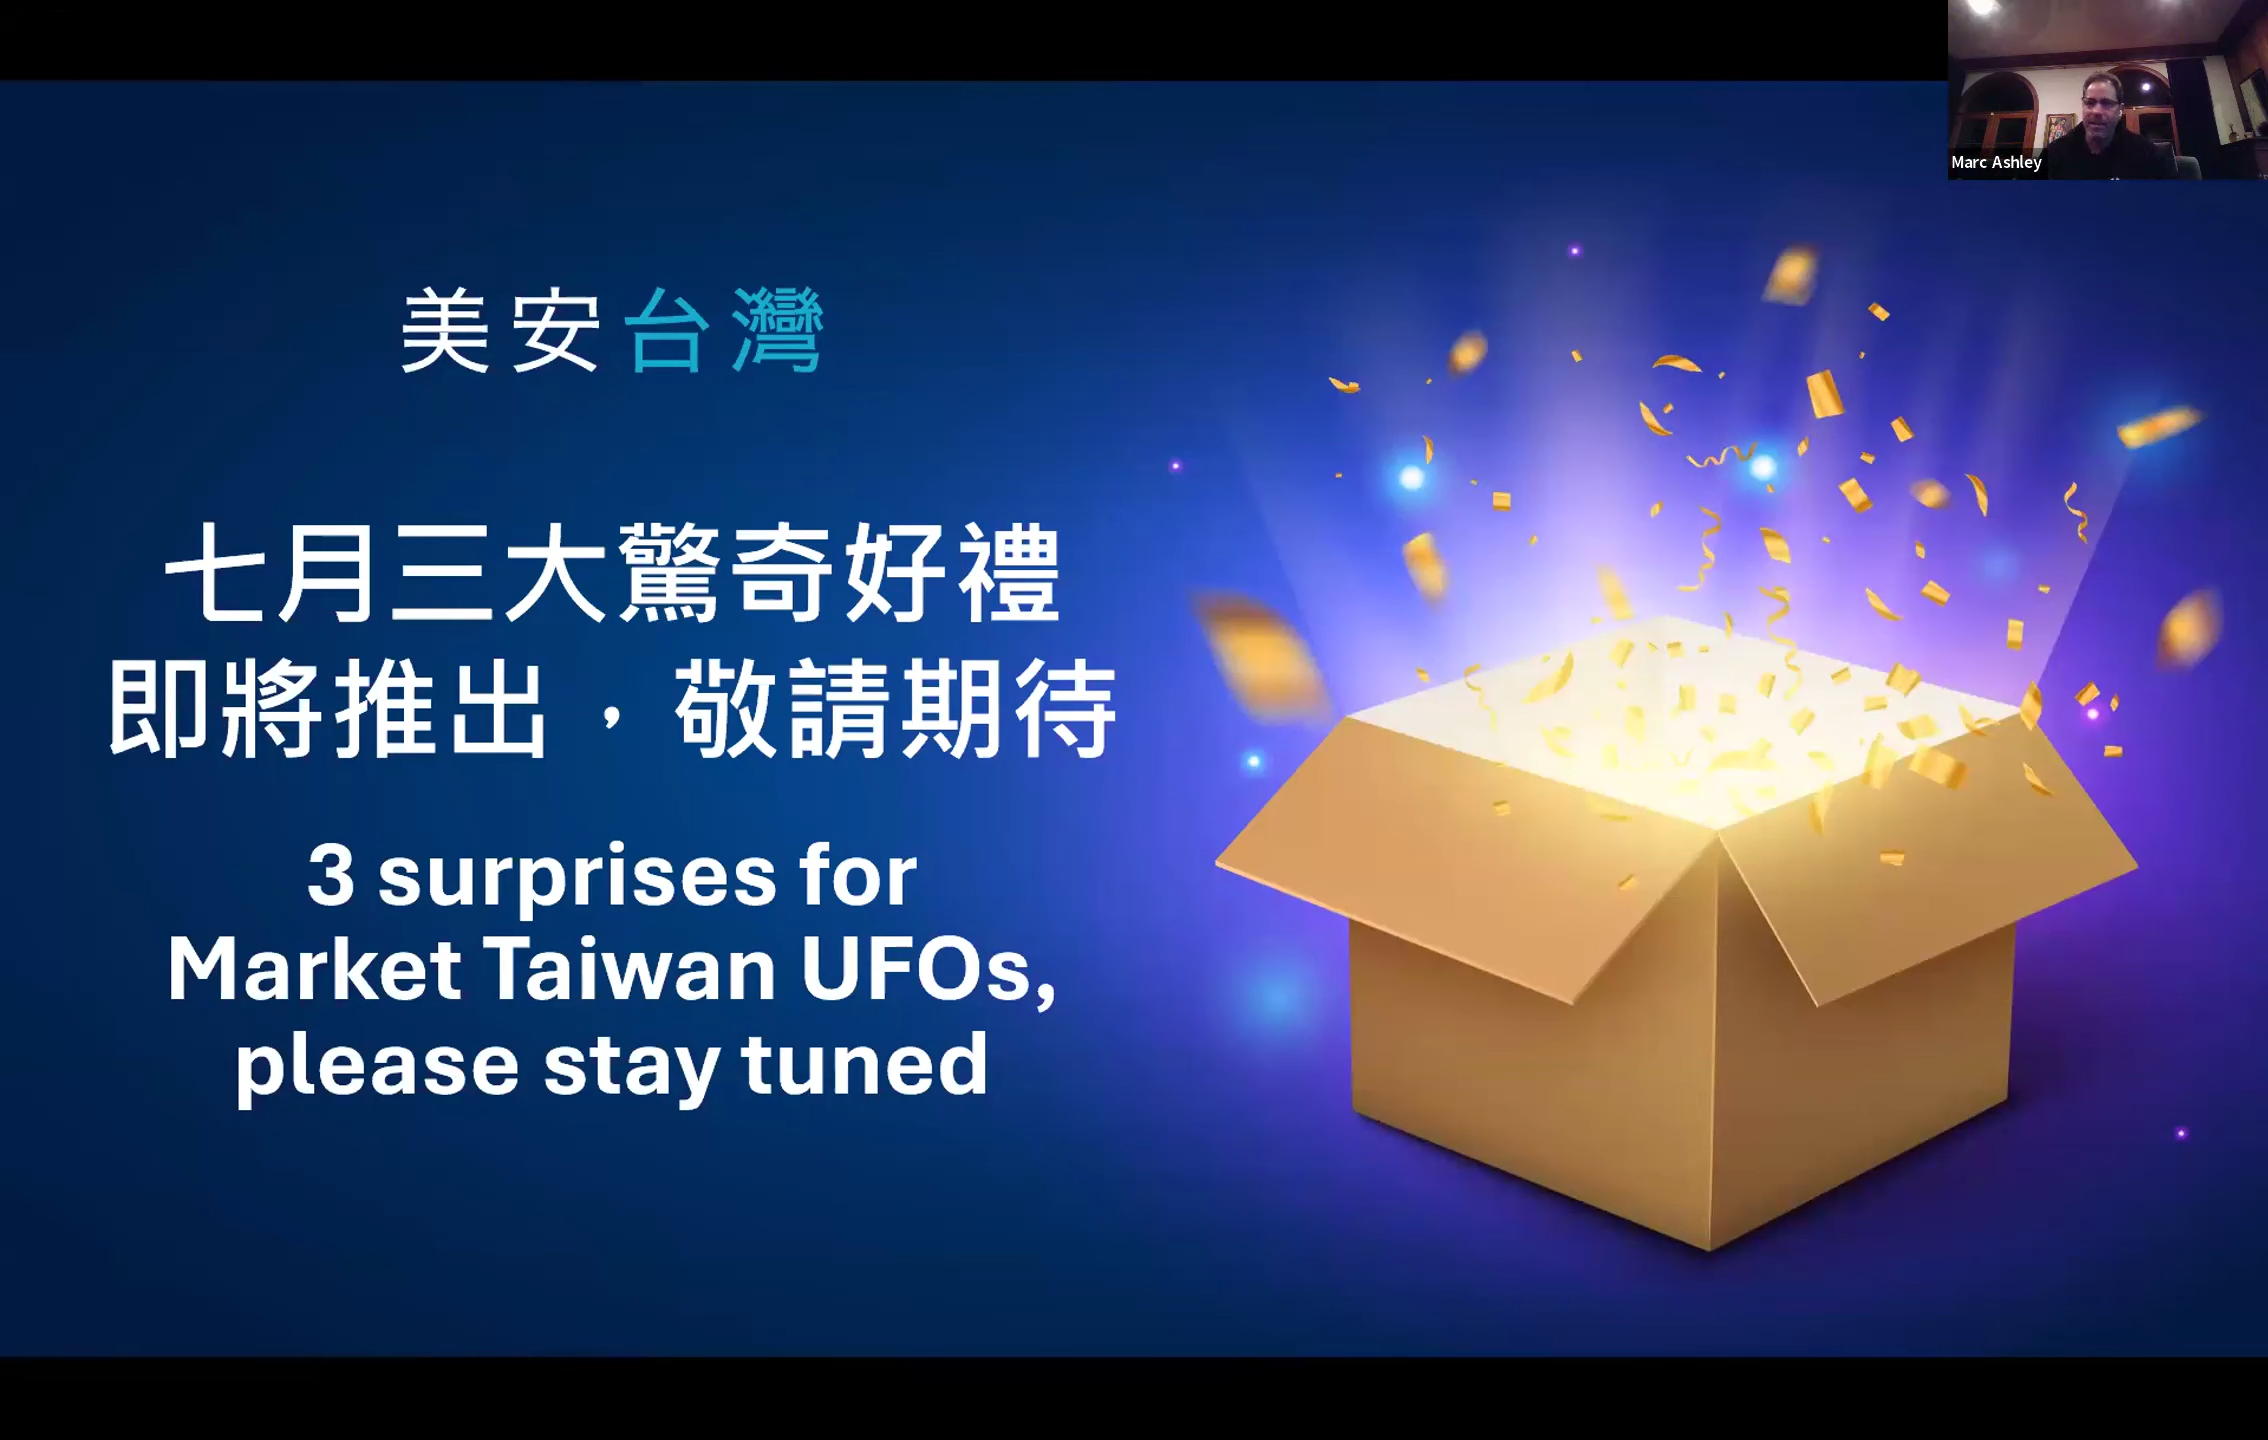 Marc Ashley
美安台灣
七月三大驚奇好禮
即將推出，敬請期待
3 surprises for
Market Taiwan UFOs,
please stay tuned